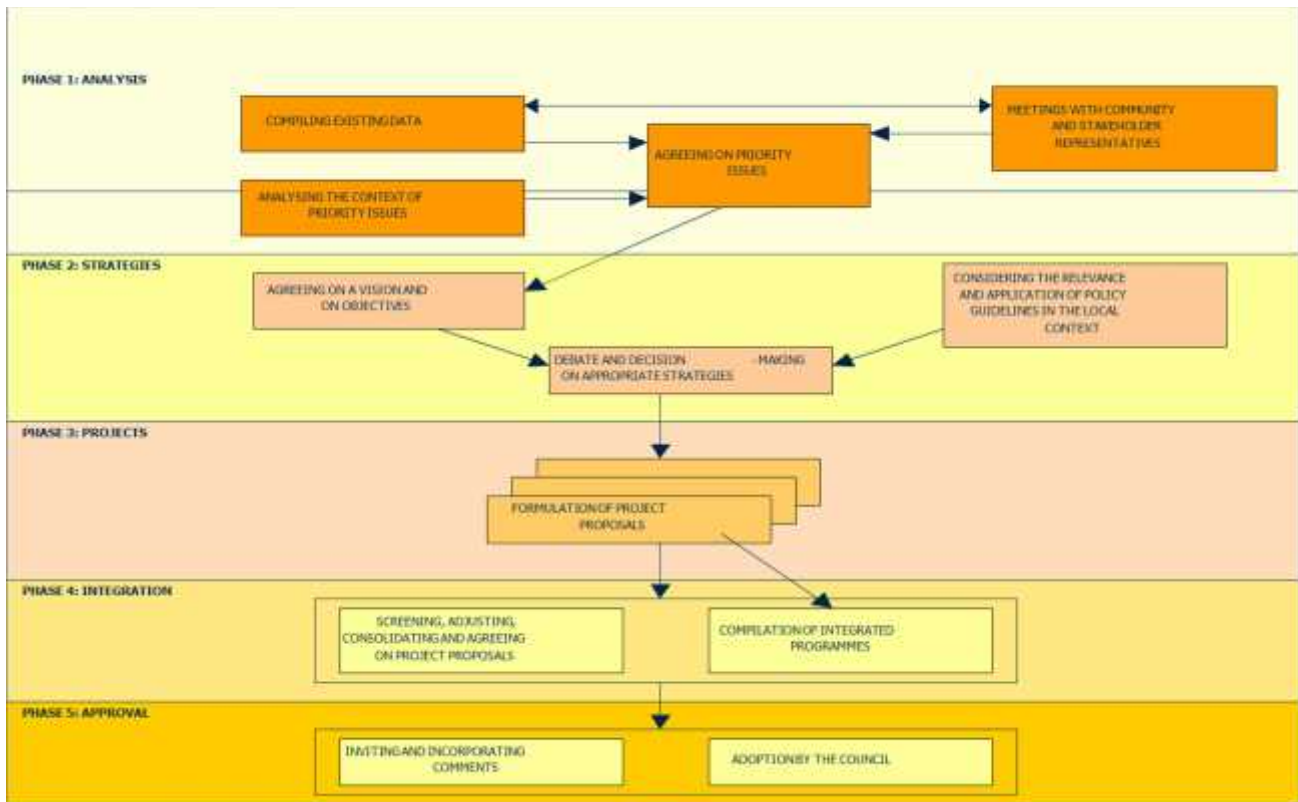 PHASE 1: ANALYSIS
COMPILING EXISTING DATA
MEETINGS WITH COMMUNITY
AND STAKEHOLDER
REPRESENTATIVES
AGREEING ON PRIORITY
ISSUES
ANALYSING THE CONTEXT OF
PRIORITY ISSUES
PHASE 2: STRATEGIES
AGREEING ON A VISION AND
ON OBJECTIVES
CONSIDERING THE RELEVANCE
AND APPLICATION OF POLICY
GUIDELINES IN THE LOCAL
CONTEXT
DEBATE AND DECISION -MAKING
ON APPROPRIATE STRATEGIES
PHASE 3: PROJECTS
FORMULATION OF PROJECT
PROPOSALS
PHASE 4: INTEGRATION
SCREENING, ADJUSTING,
CONSOLIDATING AND AGREEING
ON PROJECT PROPOSALS
COMPILATION OF INTEGRATED
PROGRAMMES
PHASE 5: APPROVAL
INVITING AND INCORPORATING
COMMENTS
ADOPTION BY THE COUNCIL